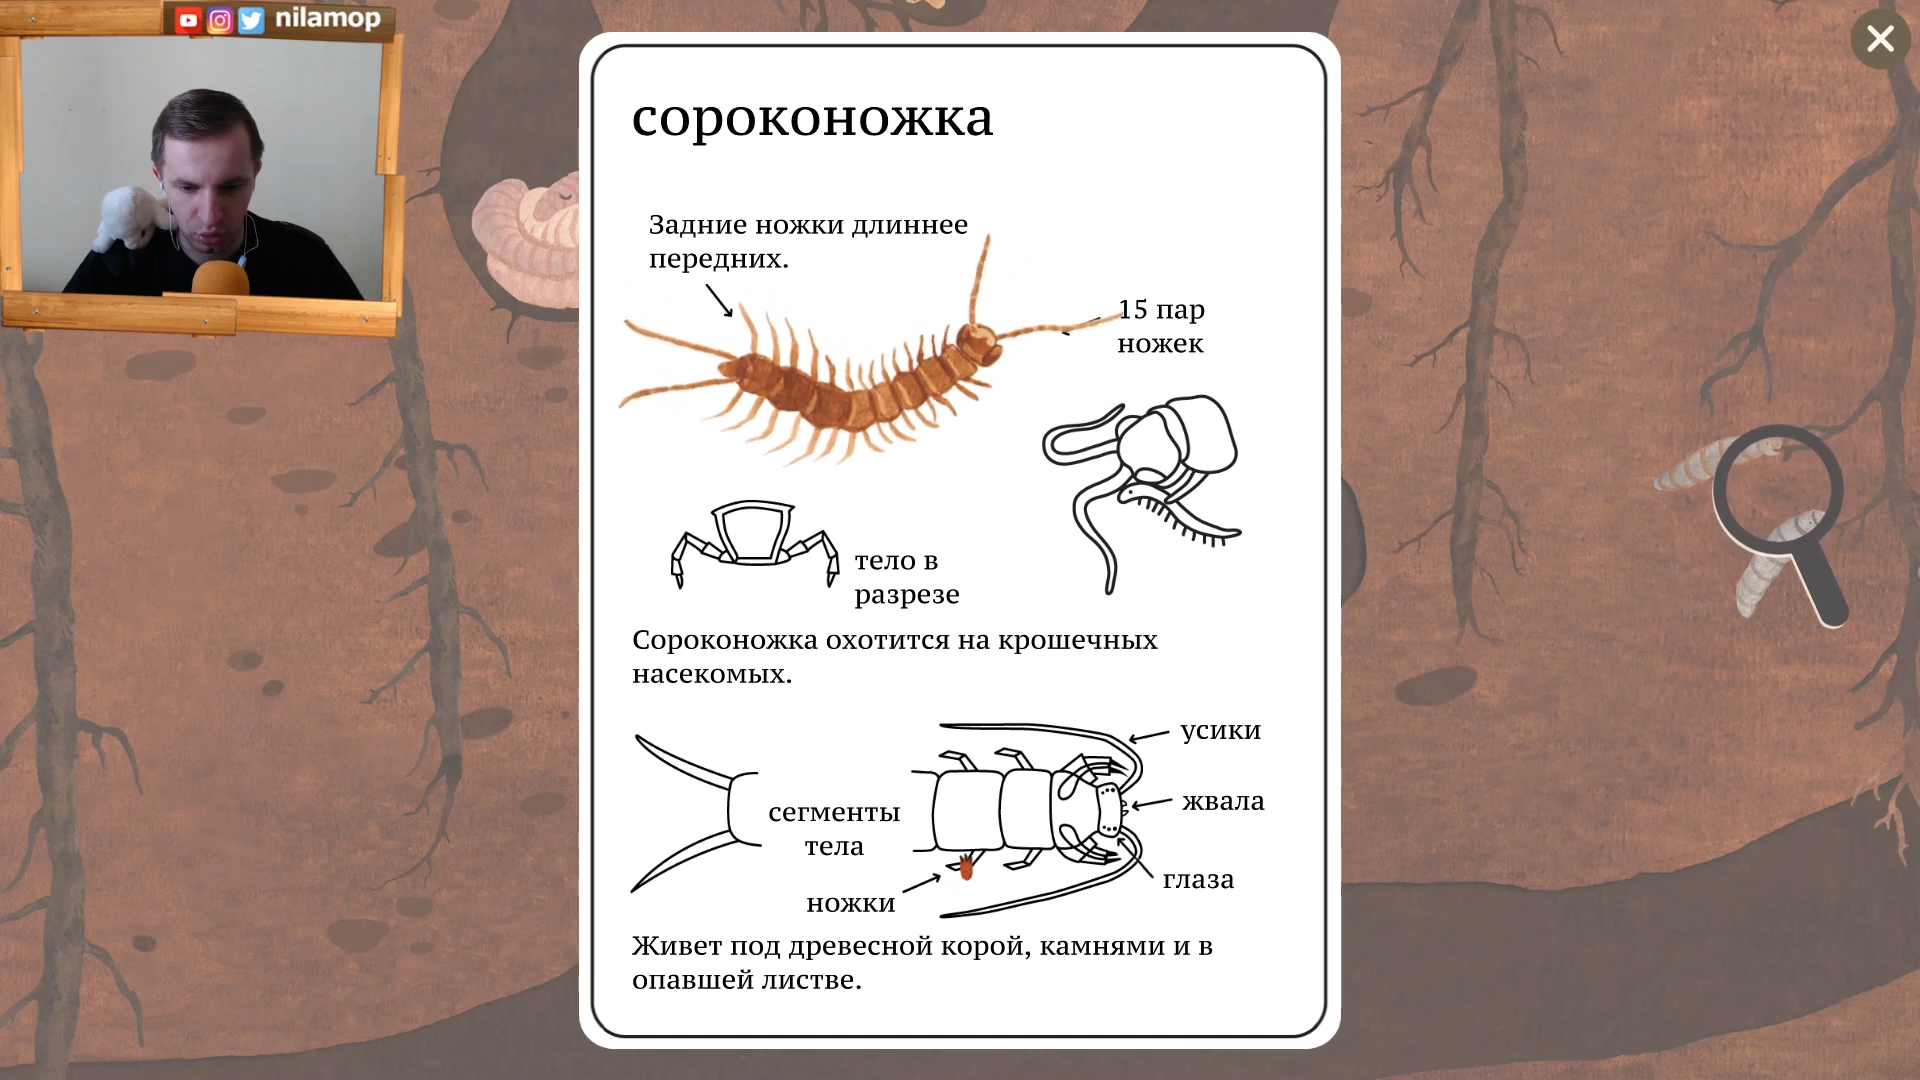 nilamop
сороконожка
Задние ножки длиннее
передних.
15 пар
ножек
тело в
разрезе
Сороконожка охотится на крошечных
насекомых.
усики
жвала
сегменты
тела
глаза
ножки
Живет под древесной корой, камнями и в
опавшей листве.